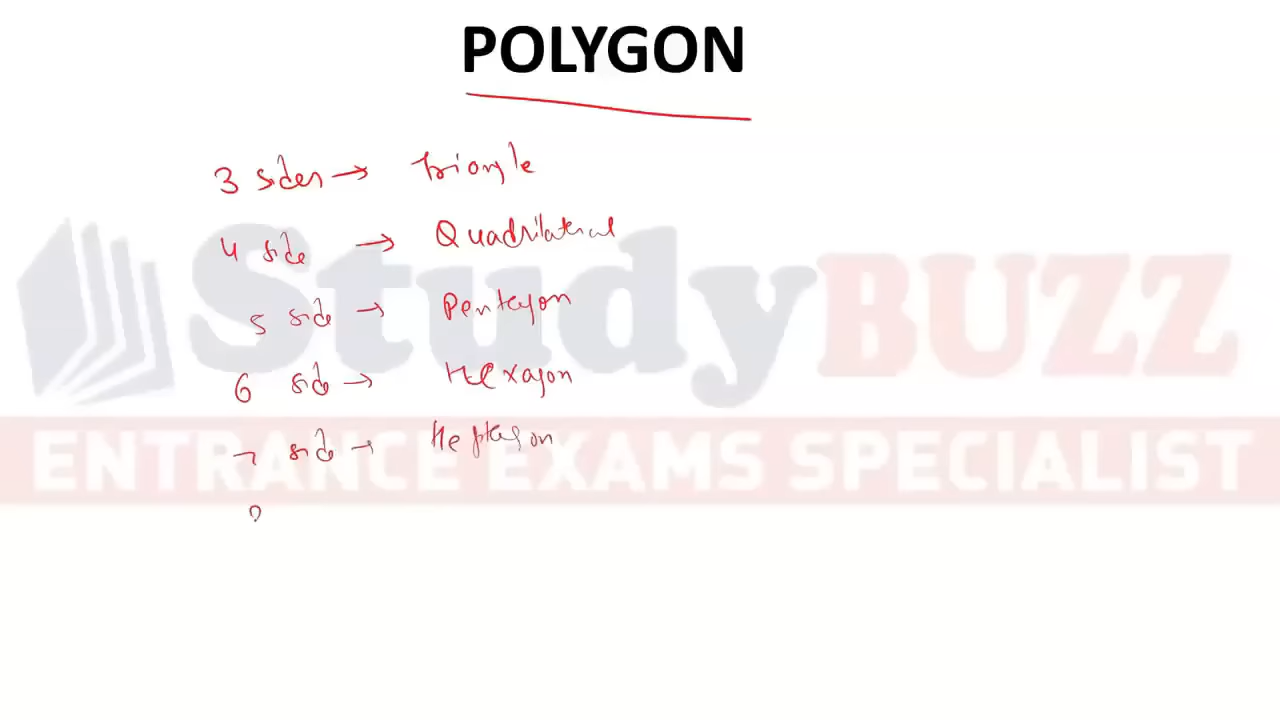 POLYGON
3 sides → Triangle
4 side → Quadrilateral
5 side → Pentagon
6 side → Hexagon
7 side → Heptagon
8
StudyBUZZ
ENTRANCE EXAMS SPECIALIST